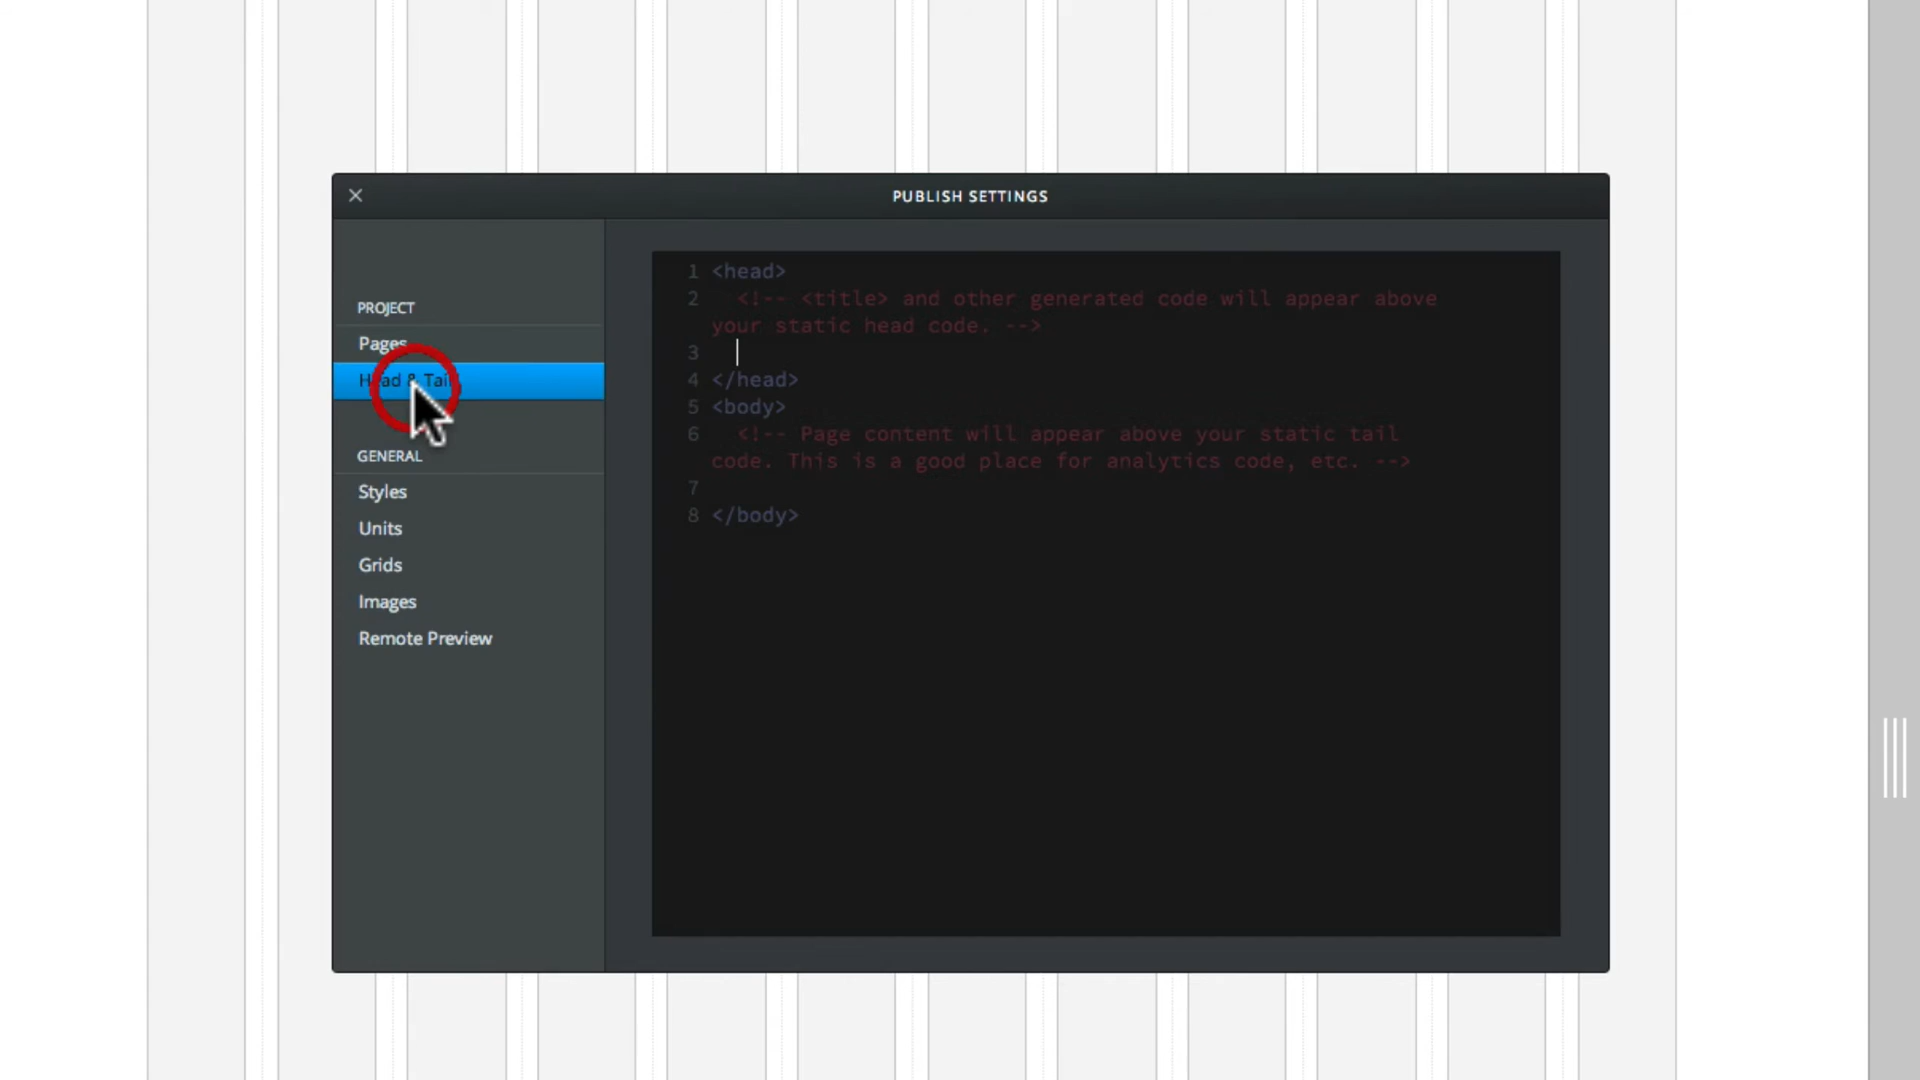 PUBLISH SETTINGS
PROJECT
Pages
Head & Tail
GENERAL
Styles
Units
Grids
Images
Remote Preview
1 <head>
2 <!-- <title> and other generated code will appear above
your static head code. -->
3
4 </head>
5 <body>
6 <!-- Page content will appear above your static tail
code. This is a good place for analytics code, etc. -->
7
8 </body>